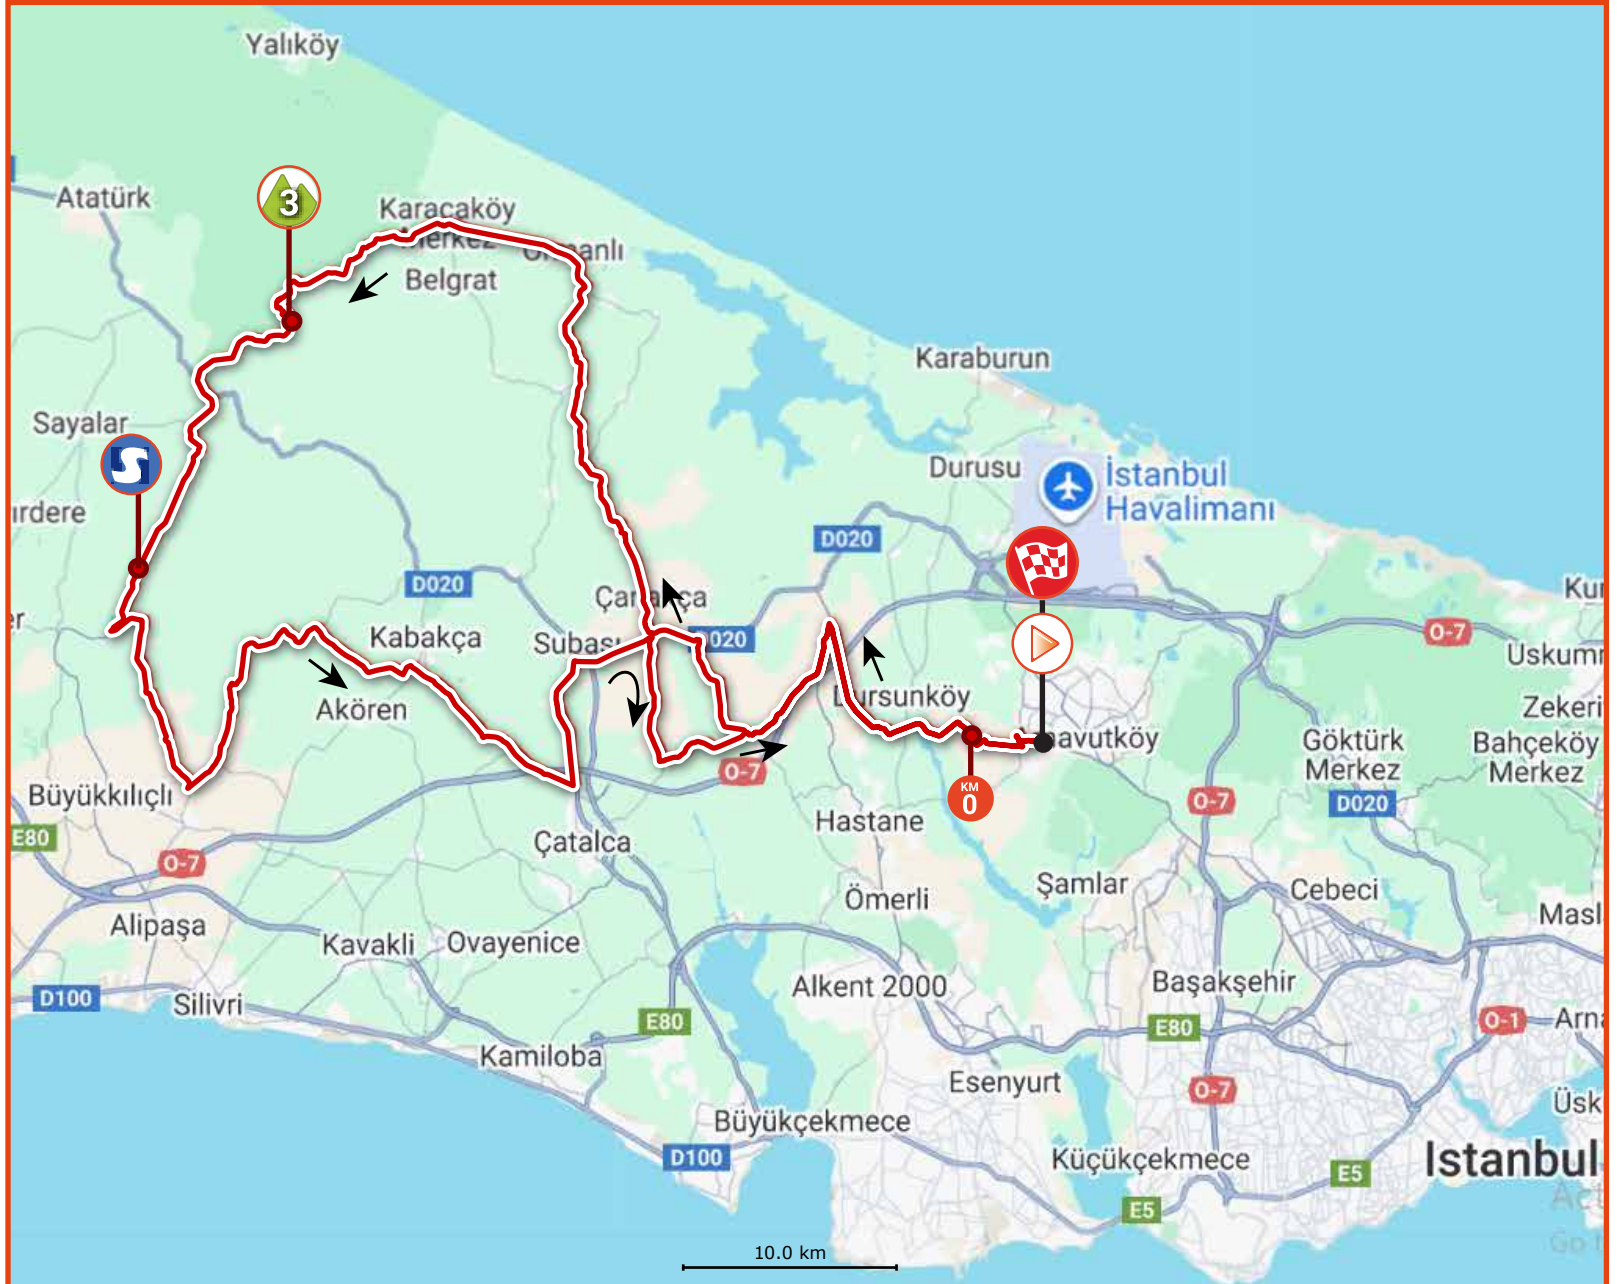 Yalıköy
Atatürk
3
Karacaköy
Merkez
Belgrat
Karaburun
Sayalar
S
Durusu
İstanbul
Havalimanı
D020
D020
Kabakça
Subaşı
D020
O-7
Akören
Dursunköy
Göktürk
Merkez
Bahçeköy
Merkez
D020
KM
0
O-7
O-7
Büyükkılıçlı
E80
O-7
Çatalca
Hastane
Ömerli
Şamlar
Cebeci
Alipaşa
Kavakli
Ovayenice
Alkent 2000
Başakşehir
D100
Silivri
E80
E80
O-1
Kamiloba
Esenyurt
O-7
Büyükçekmece
D100
Küçükçekmece
E5
E5
Istanbul
10.0 km